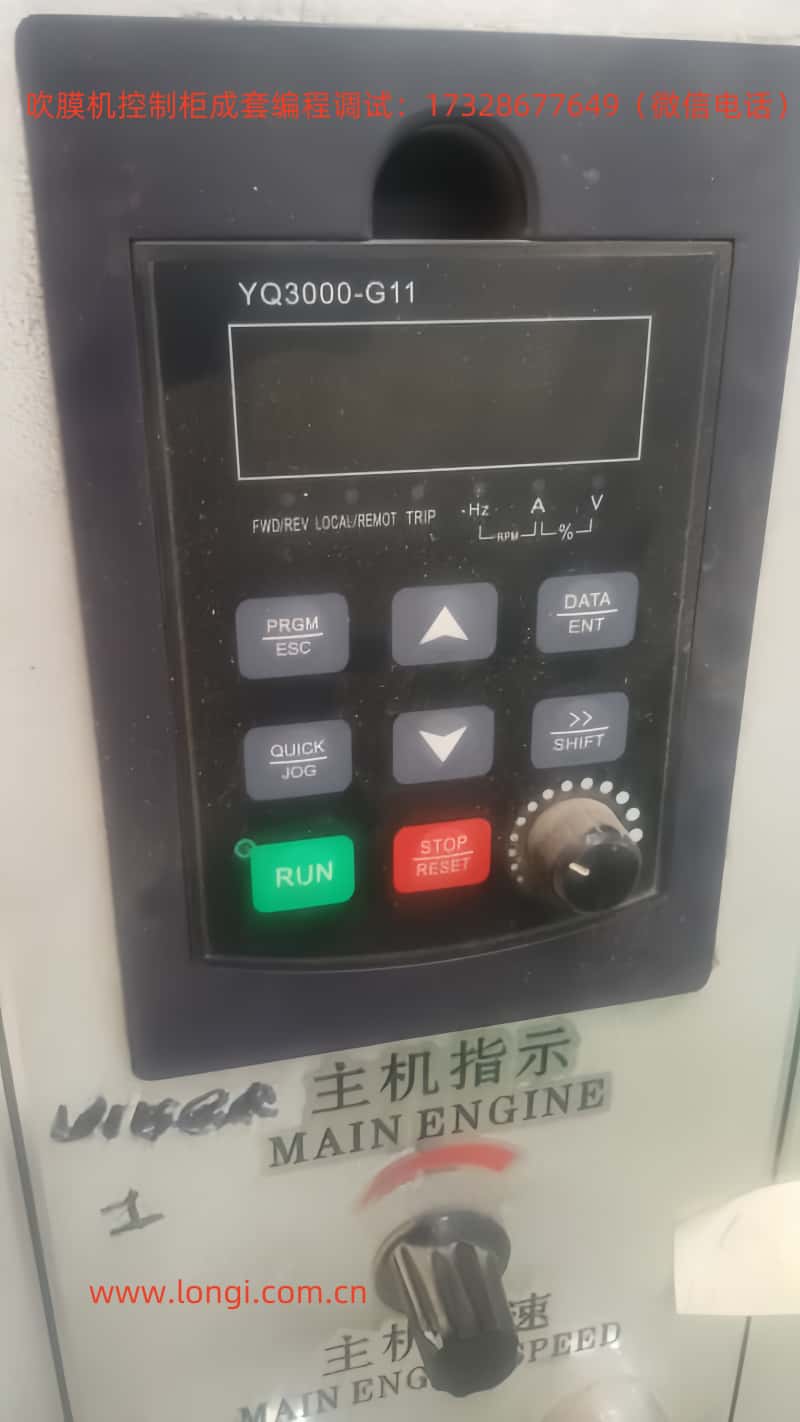 吹膜机控制柜成套编程调试：17328677649（微信电话）
YQ3000-G11
FWD/REV LOCAL/REMOT TRIP Hz A V
RPM %
PRGM
ESC
DATA
ENT
QUICK
JOG
>>
SHIFT
RUN
STOP
RESET
主机指示
MAIN ENGINE
1
www.longi.com.cn
主机 速
MAIN SPEED